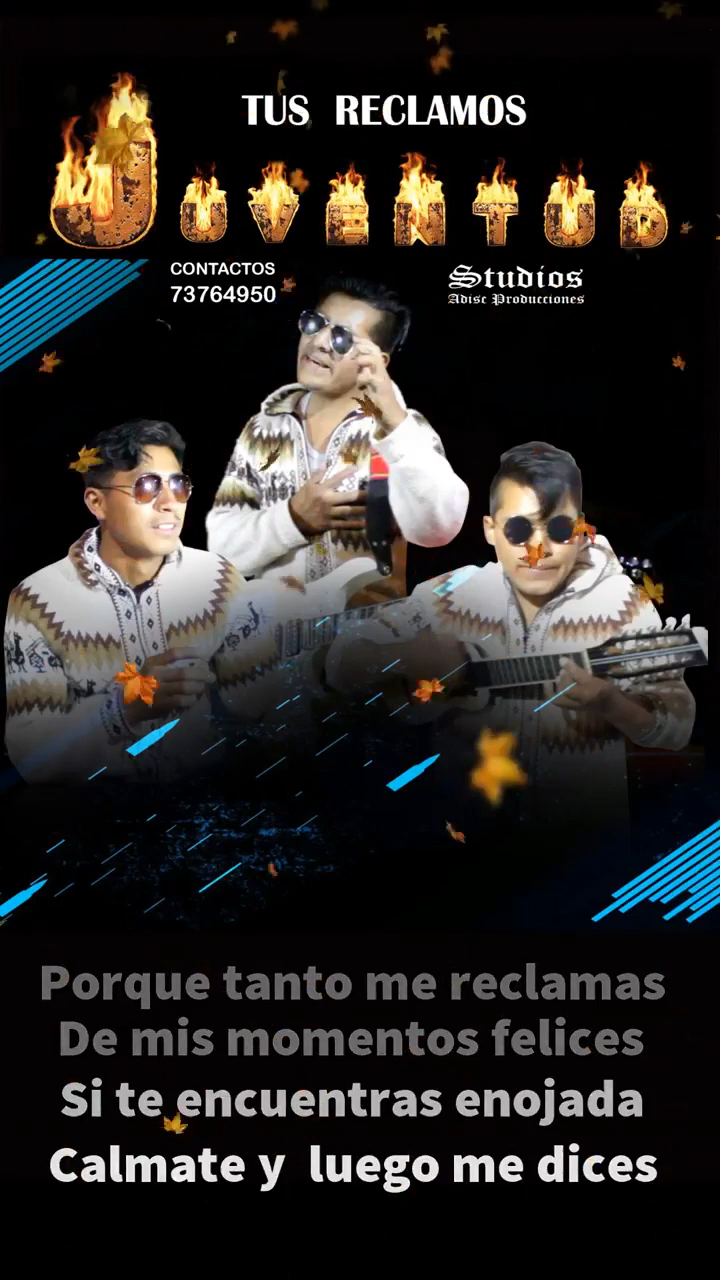 TUS RECLAMOS
JUVENTUD
CONTACTOS
73764950
Studios
Adisc Producciones
Porque tanto me reclamas
De mis momentos felices
Si te encuentras enojada
Calmate y luego me dices